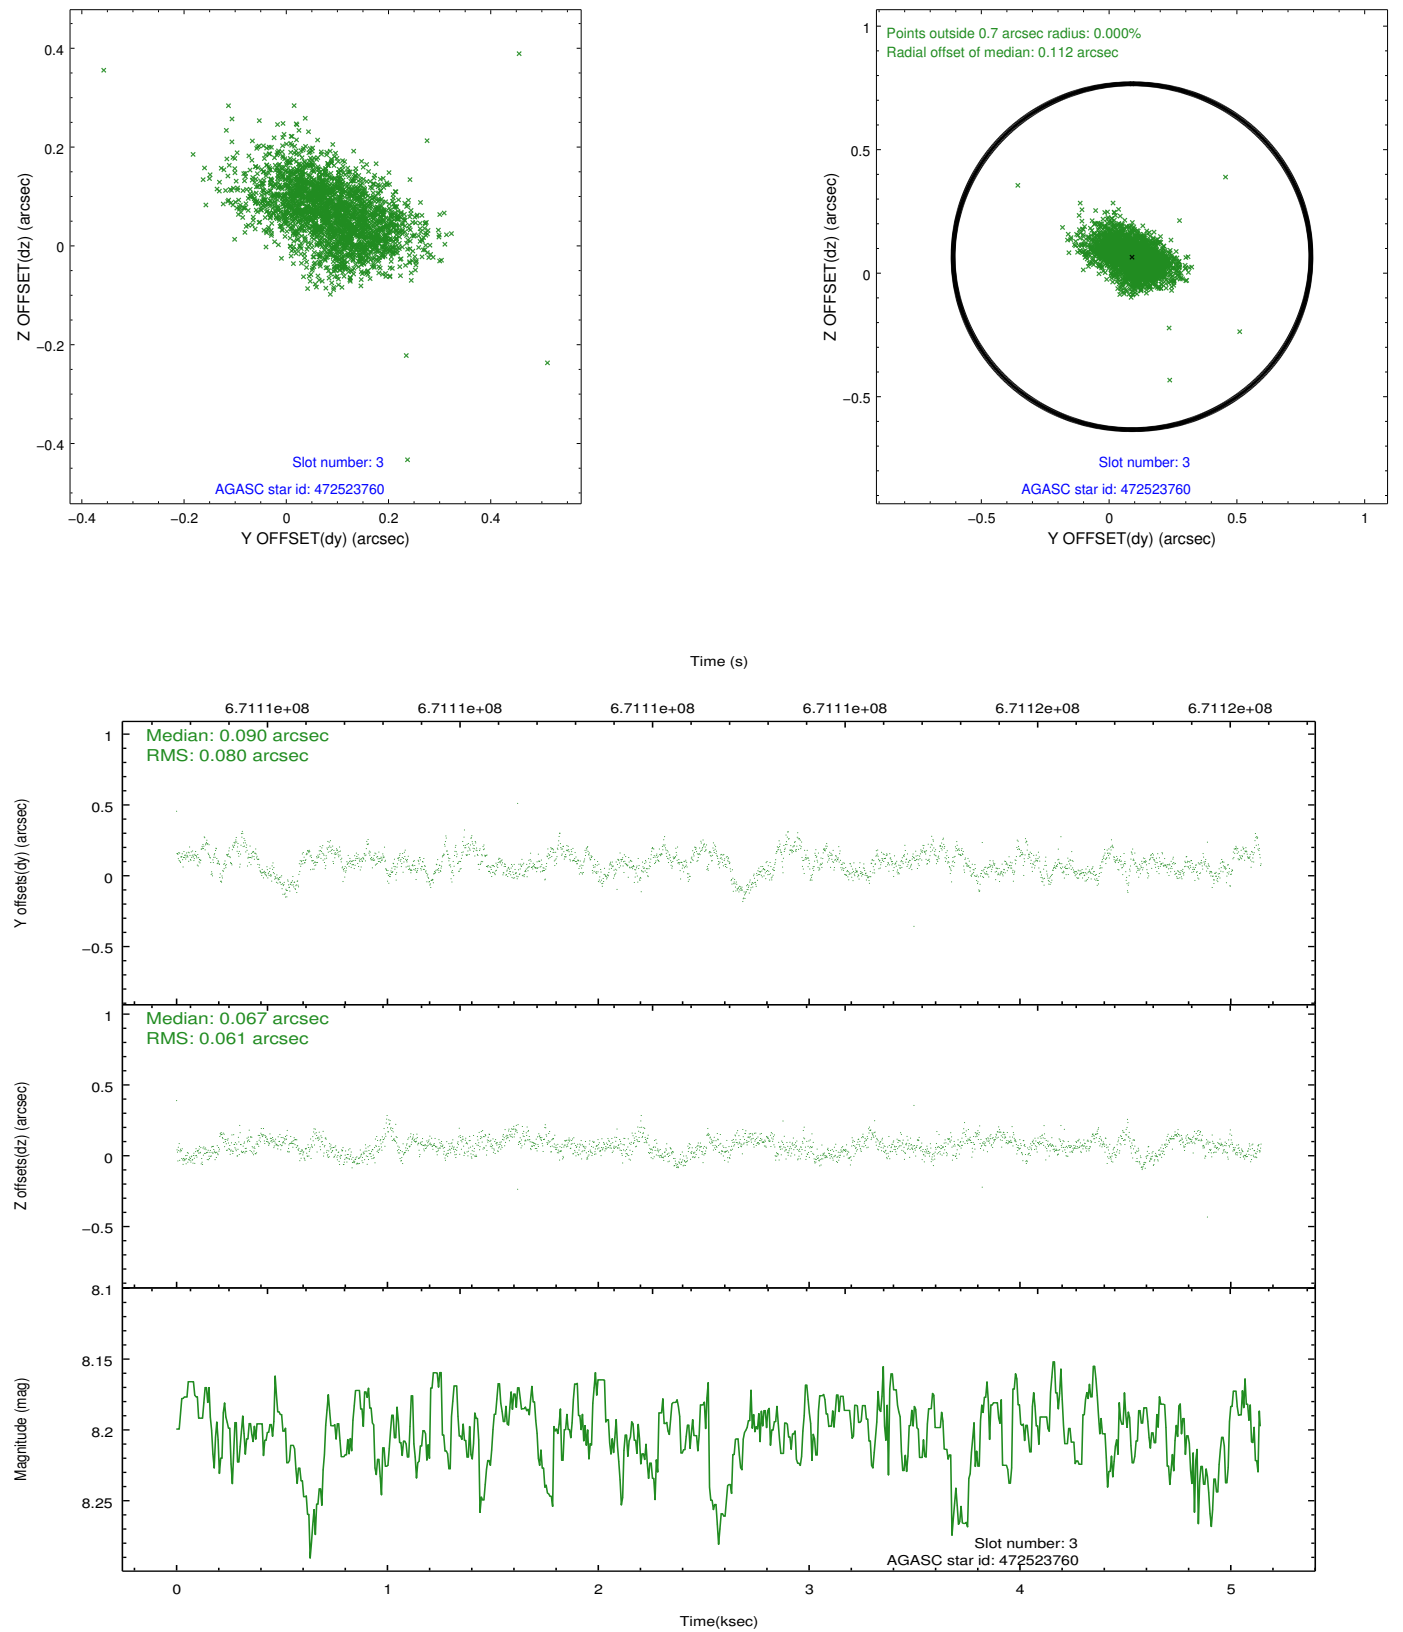 0.4
0.2
0
−0.2
−0.4
Z OFFSET(dz) (arcsec)
Slot number: 3
AGASC star id: 472523760
−0.4 −0.2 0 0.2 0.4
Y OFFSET(dy) (arcsec)
Points outside 0.7 arcsec radius: 0.000%
Radial offset of median: 0.112 arcsec
1
0.5
0
−0.5
Z OFFSET(dz) (arcsec)
Slot number: 3
AGASC star id: 472523760
−0.5 0 0.5 1
Y OFFSET(dy) (arcsec)
Time (s)
6.7111e+08 6.7111e+08 6.7111e+08 6.7111e+08 6.7112e+08 6.7112e+08
Median: 0.090 arcsec
RMS: 0.080 arcsec
1
0.5
0
−0.5
Y offsets(dy) (arcsec)
Median: 0.067 arcsec
RMS: 0.061 arcsec
1
0.5
0
−0.5
Z offsets(dz) (arcsec)
8.1
8.15
8.2
8.25
Magnitude (mag)
Slot number: 3
AGASC star id: 472523760
0 1 2 3 4 5
Time(ksec)